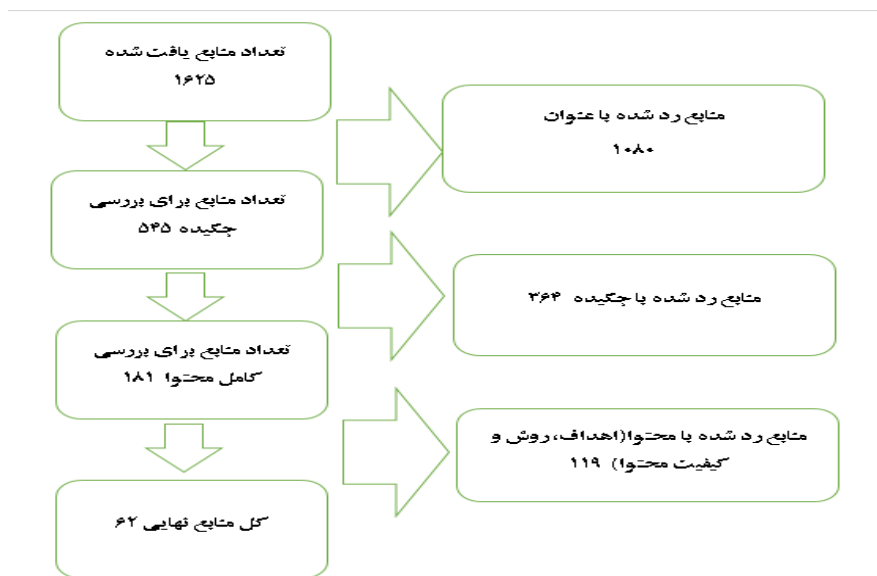 تعداد منابع یافت شده
۱۶۲۵
منابع رد شده با عنوان
۱۰۸۰
تعداد منابع برای بررسی
چکیده ۵۴۵
منابع رد شده با چکیده ۳۶۴
تعداد منابع برای بررسی
کامل محتوا ۱۸۱
منابع رد شده با محتوا(اهداف، روش و
کیفیت محتوا) ۱۱۹
کل منابع نهایی ۶۲